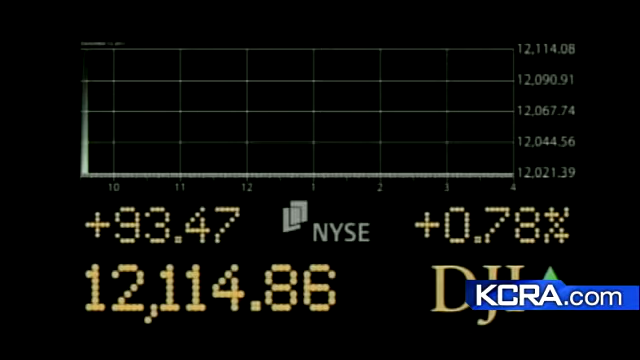 12,114.08
12,090.91
12,067.74
12,044.56
12,021.39
10 11 12 1 2 3 4
+93.47 NYSE +0.78%
12,114.86 DJI
KCRA.com